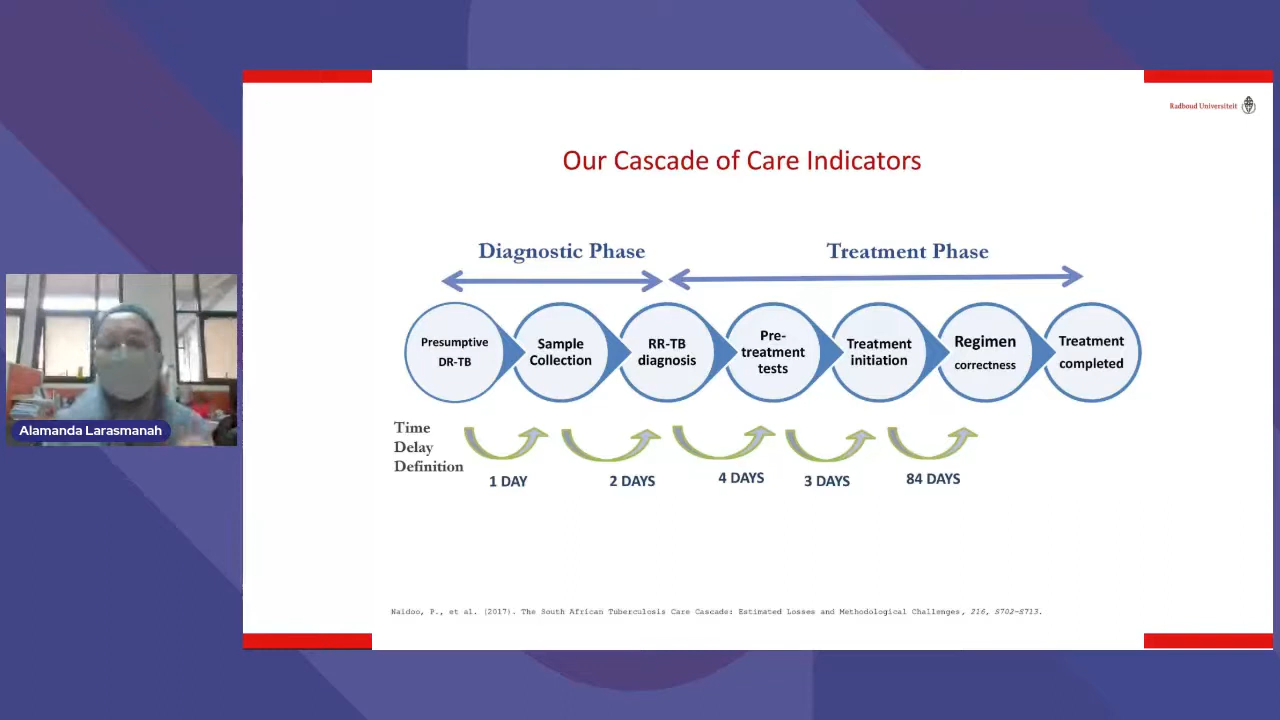 Radboud Universiteit
Our Cascade of Care Indicators
Diagnostic Phase
Treatment Phase
Presumptive
DR-TB
Sample
Collection
RR-TB
diagnosis
Pre-
treatment
tests
Treatment
initiation
Regimen
correctness
Treatment
completed
Time
Delay
Definition
1 DAY
2 DAYS
4 DAYS
3 DAYS
84 DAYS
Alamanda Larasmanah
Naidoo, P., et al. (2017). The South African Tuberculosis Care Cascade: Estimated Losses and Methodological Challenges, 216, S702-S713.